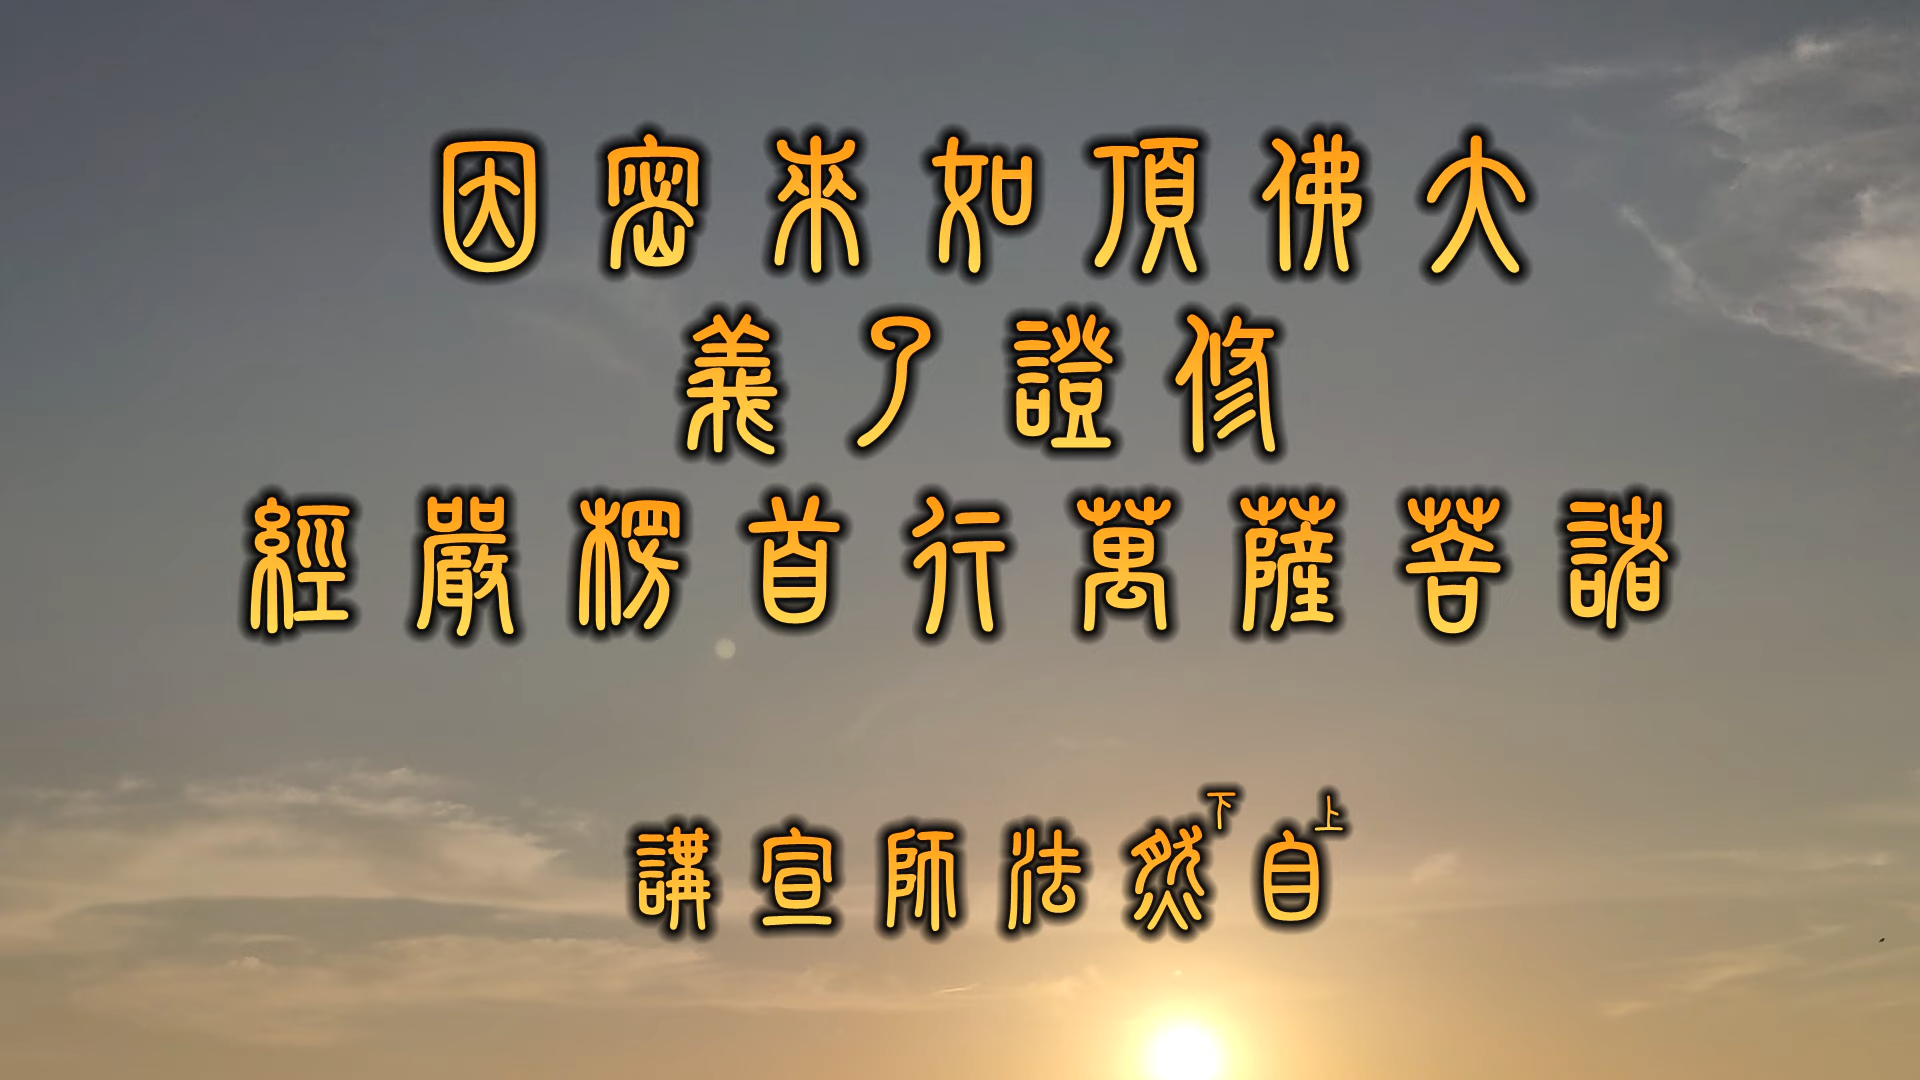 大佛頂如來密因
修證了義
諸菩薩萬行首楞嚴經
上自下然法師宣講